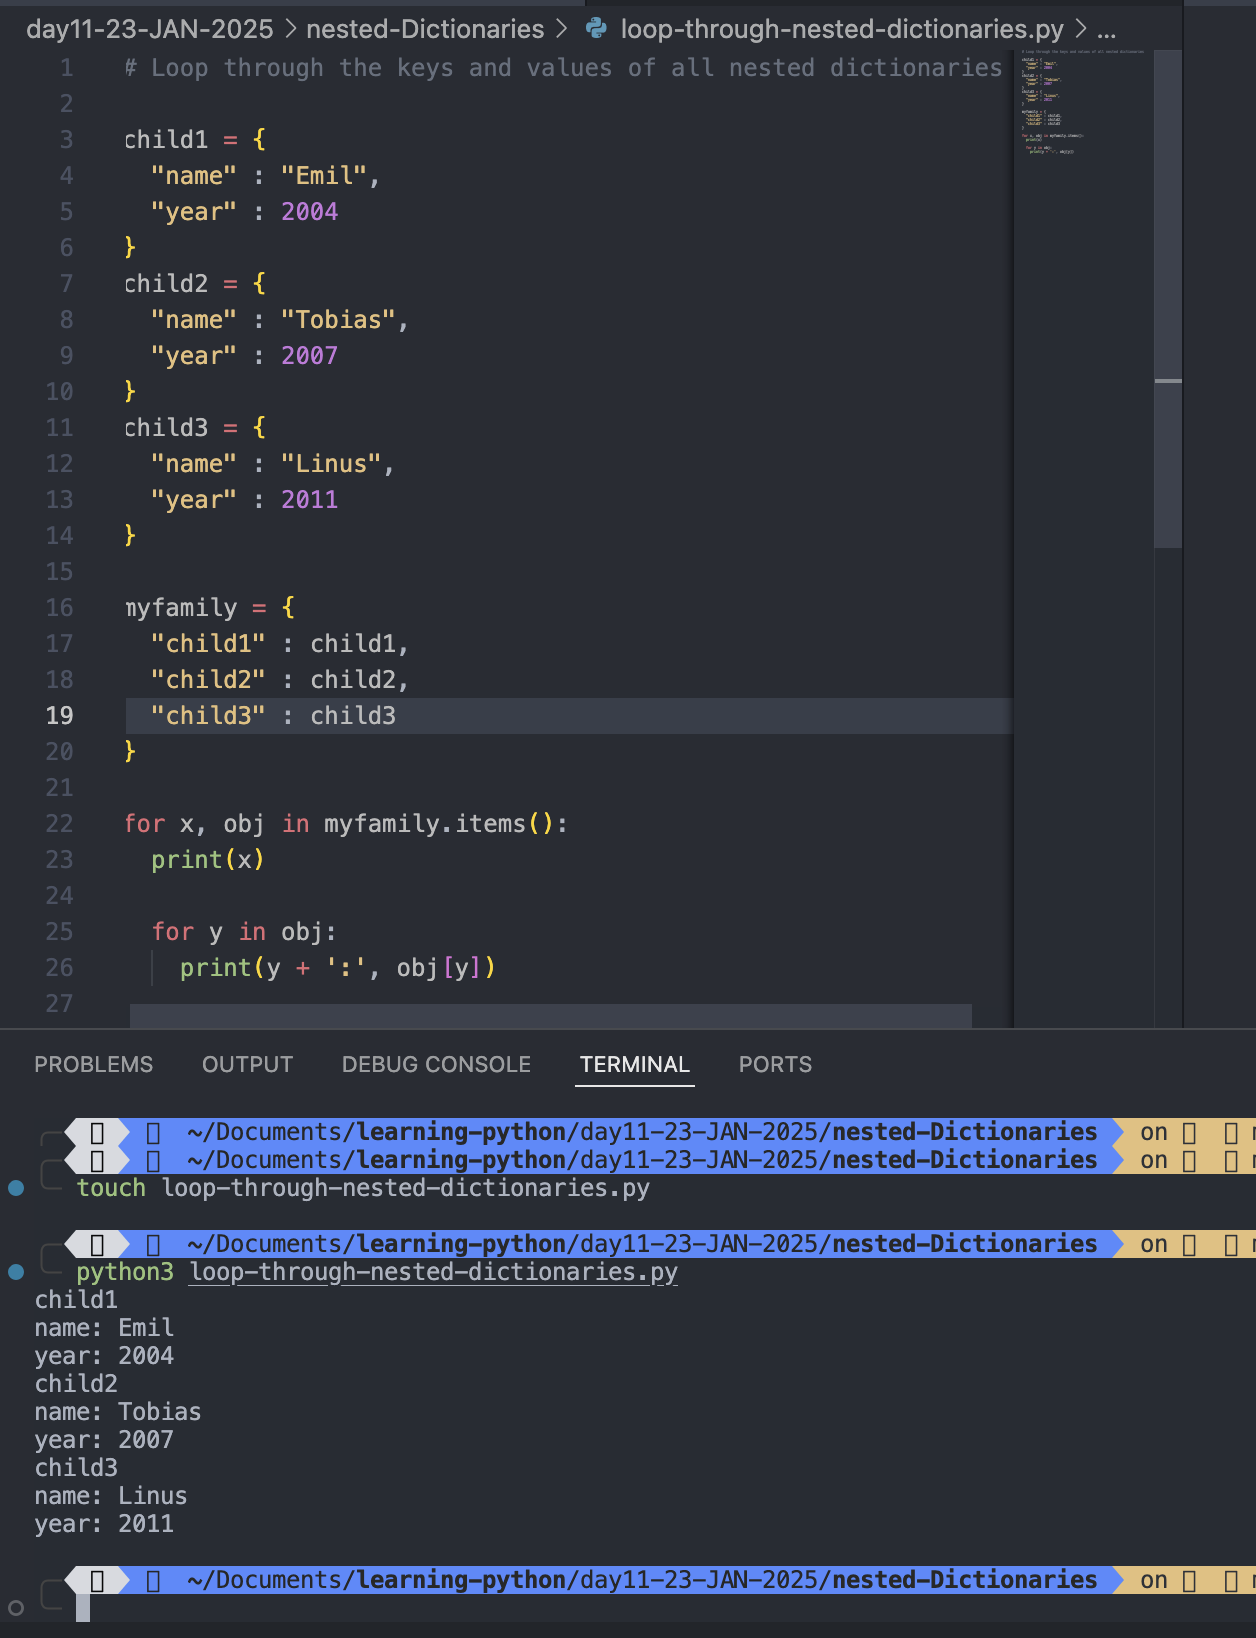 day11-23-JAN-2025 > nested-Dictionaries > loop-through-nested-dictionaries.py > ...
1 # Loop through the keys and values of all nested dictionaries
2
3 child1 = {
4   "name" : "Emil",
5   "year" : 2004
6 }
7 child2 = {
8   "name" : "Tobias",
9   "year" : 2007
10 }
11 child3 = {
12   "name" : "Linus",
13   "year" : 2011
14 }
15
16 myfamily = {
17   "child1" : child1,
18   "child2" : child2,
19   "child3" : child3
20 }
21
22 for x, obj in myfamily.items():
23   print(x)
24
25   for y in obj:
26     print(y + ':', obj[y])
27
PROBLEMS OUTPUT DEBUG CONSOLE TERMINAL PORTS
~/Documents/learning-python/day11-23-JAN-2025/nested-Dictionaries on
~/Documents/learning-python/day11-23-JAN-2025/nested-Dictionaries on
touch loop-through-nested-dictionaries.py
~/Documents/learning-python/day11-23-JAN-2025/nested-Dictionaries on
python3 loop-through-nested-dictionaries.py
child1
name: Emil
year: 2004
child2
name: Tobias
year: 2007
child3
name: Linus
year: 2011
~/Documents/learning-python/day11-23-JAN-2025/nested-Dictionaries on